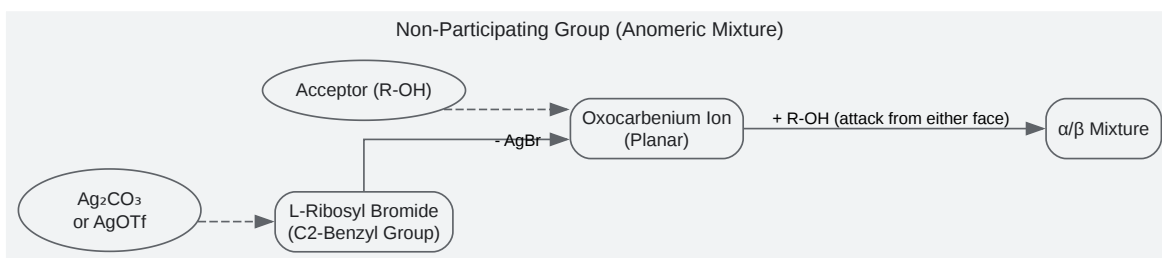 Non-Participating Group (Anomeric Mixture)
Acceptor (R-OH)
Oxocarbenium Ion
(Planar)
+ R-OH (attack from either face)
α/β Mixture
- AgBr
Ag₂CO₃
or AgOTf
L-Ribosyl Bromide
(C2-Benzyl Group)